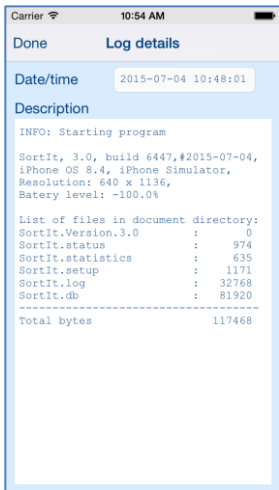 Carrier 10:54 AM
Done Log details
Date/time 2015-07-04 10:48:01
Description
INFO: Starting program
SortIt, 3.0, build 6447,#2015-07-04,
iPhone OS 8.4, iPhone Simulator,
Resolution: 640 x 1136,
Batery level: -100.0%
List of files in document directory:
SortIt.Version.3.0 : 0
SortIt.status : 974
SortIt.statistics : 635
SortIt.setup : 1171
SortIt.log : 32768
SortIt.db : 81920
------------------------------------
Total bytes 117468